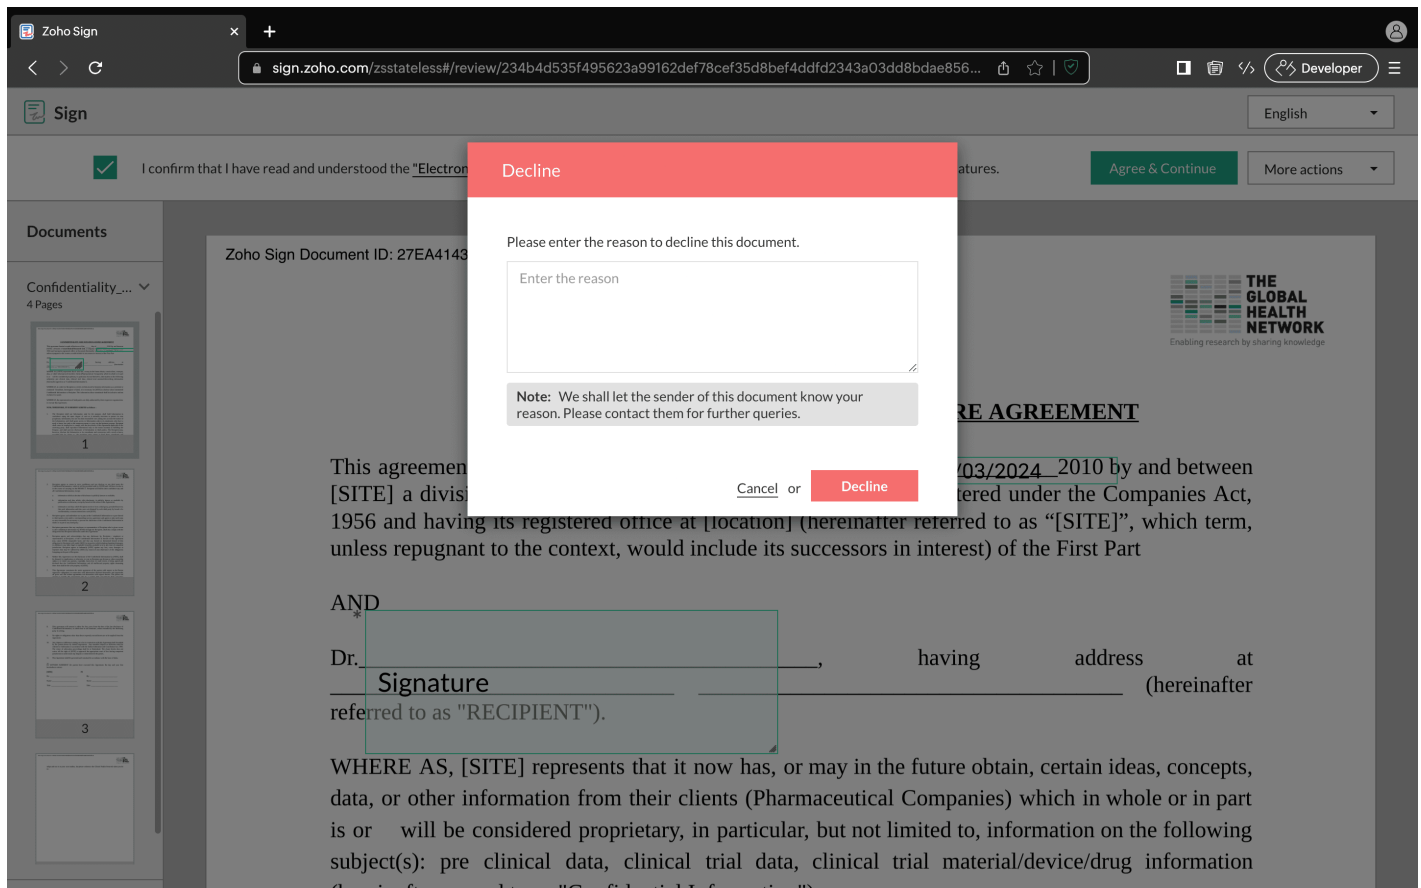 Zoho Sign
sign.zoho.com/zsstateless#/review/234b4d535f495623a99162def78cef35d8bef4ddfd2343a03dd8bdae856...
Developer
Sign
English
I confirm that I have read and understood the "Electron
atures.
Agree & Continue
More actions
Decline
Please enter the reason to decline this document.
Enter the reason
Note: We shall let the sender of this document know your
reason. Please contact them for further queries.
Cancel or Decline
Documents
Confidentiality_...
4 Pages
1
2
3
Zoho Sign Document ID: 27EA4143
THE
GLOBAL
HEALTH
NETWORK
Enabling research by sharing knowledge
RE AGREEMENT
This agreemen /03/2024 2010 by and between
[SITE] a divisi tered under the Companies Act,
1956 and having its registered office at [location] (hereinafter referred to as “[SITE]”, which term,
unless repugnant to the context, would include its successors in interest) of the First Part
AND
*
Dr. , having address at
Signature (hereinafter
referred to as "RECIPIENT").
WHERE AS, [SITE] represents that it now has, or may in the future obtain, certain ideas, concepts,
data, or other information from their clients (Pharmaceutical Companies) which in whole or in part
is or will be considered proprietary, in particular, but not limited to, information on the following
subject(s): pre clinical data, clinical trial data, clinical trial material/device/drug information